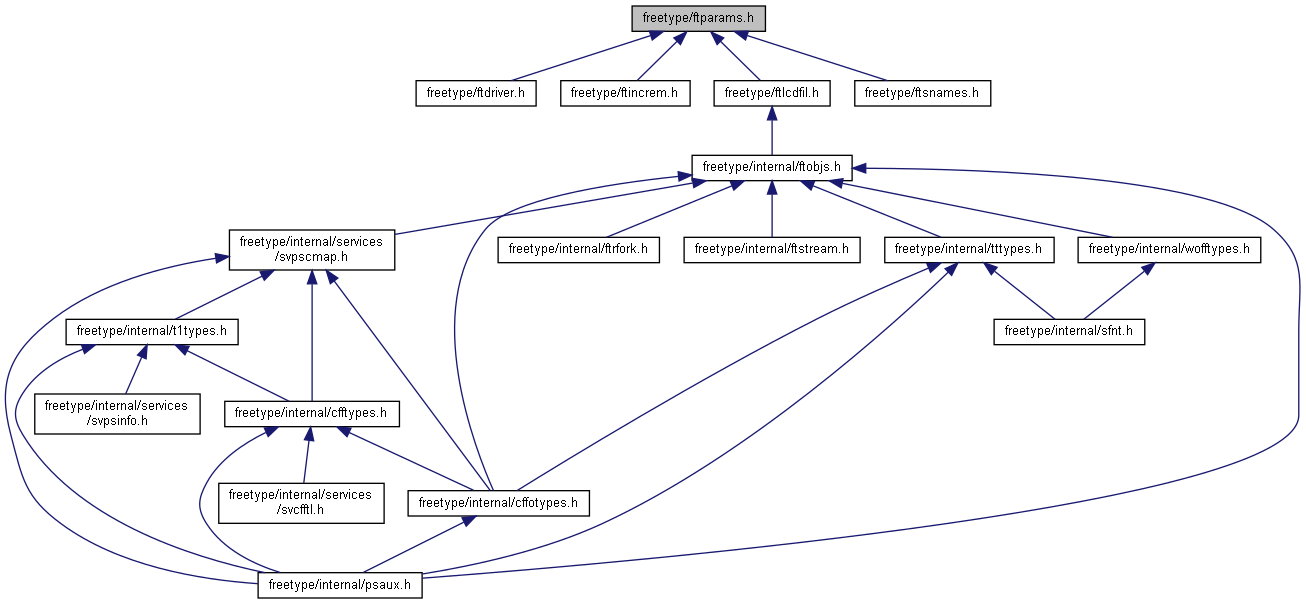 freetype/ftparams.h
freetype/ftdriver.h
freetype/ftincrem.h
freetype/ftlcdfil.h
freetype/ftsnames.h
freetype/internal/ftobjs.h
freetype/internal/services
/svpscmap.h
freetype/internal/ftrfork.h
freetype/internal/ftstream.h
freetype/internal/tttypes.h
freetype/internal/wofftypes.h
freetype/internal/t1types.h
freetype/internal/sfnt.h
freetype/internal/services
/svpsinfo.h
freetype/internal/cfftypes.h
freetype/internal/services
/svcfftl.h
freetype/internal/cffotypes.h
freetype/internal/psaux.h